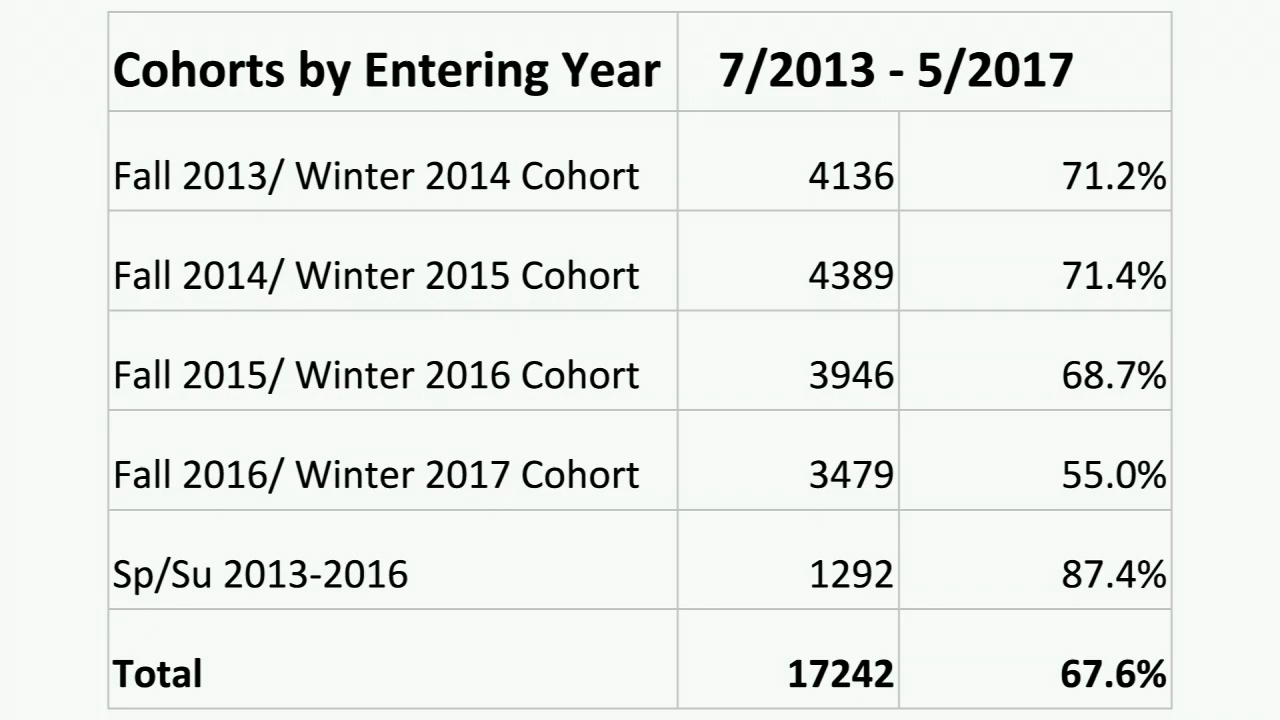 Cohorts by Entering Year 7/2013 - 5/2017
Fall 2013/ Winter 2014 Cohort 4136 71.2%
Fall 2014/ Winter 2015 Cohort 4389 71.4%
Fall 2015/ Winter 2016 Cohort 3946 68.7%
Fall 2016/ Winter 2017 Cohort 3479 55.0%
Sp/Su 2013-2016 1292 87.4%
Total 17242 67.6%